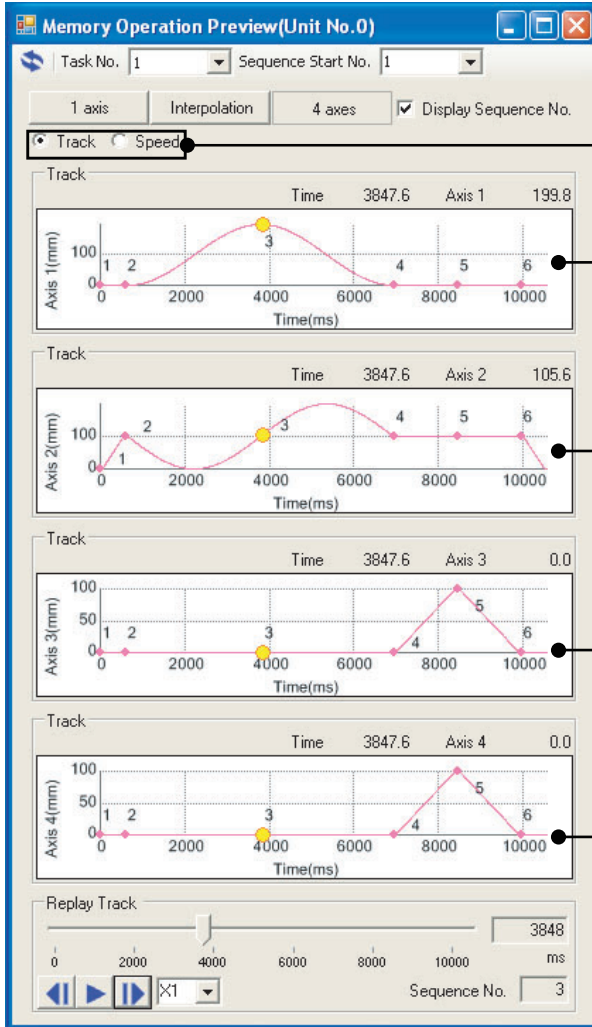 Memory Operation Preview(Unit No.0)
Task No. 1 Sequence Start No. 1
1 axis Interpolation 4 axes Display Sequence No.
Track Speed
Track
Time 3847.6 Axis 1 199.8
Axis 1(mm)
100
0
1 2 3 4 5 6
0 2000 4000 6000 8000 10000
Time(ms)
Track
Time 3847.6 Axis 2 105.6
Axis 2(mm)
100
0
1 2 3 4 5 6
0 2000 4000 6000 8000 10000
Time(ms)
Track
Time 3847.6 Axis 3 0.0
Axis 3(mm)
100
50
0
1 2 3 4 5 6
0 2000 4000 6000 8000 10000
Time(ms)
Track
Time 3847.6 Axis 4 0.0
Axis 4(mm)
100
50
0
1 2 3 4 5 6
0 2000 4000 6000 8000 10000
Time(ms)
Replay Track
3848
0 2000 4000 6000 8000 10000 ms
X1 Sequence No. 3